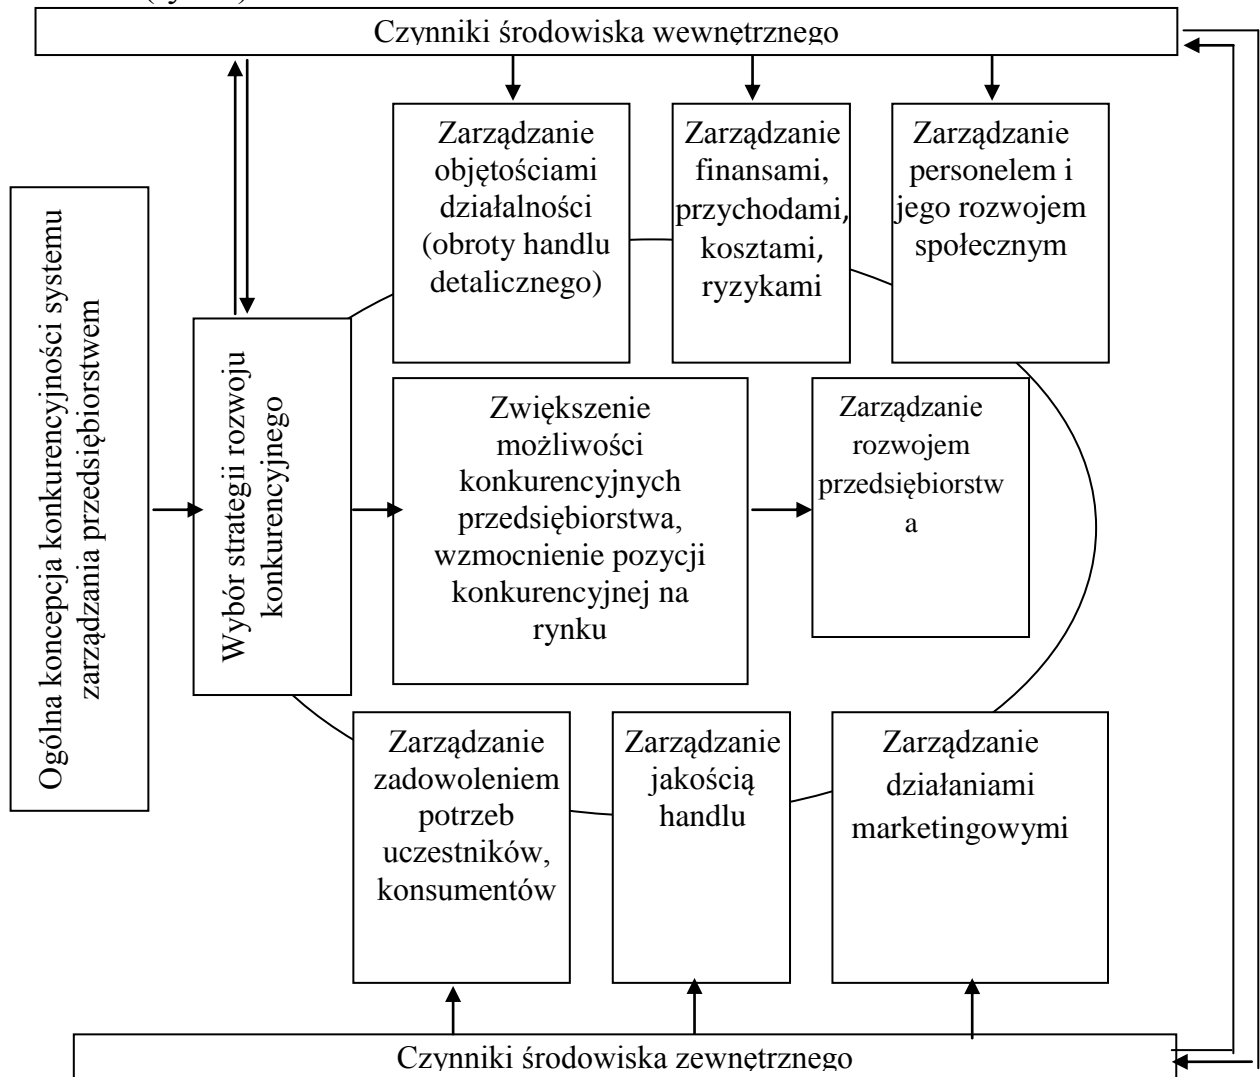 Czynniki środowiska wewnętrznego
Zarządzanie
objętościami
działalności
(obroty handlu
detalicznego)
Zarządzanie
finansami,
przychodami,
kosztami,
ryzykami
Zarządzanie
personelem i
jego rozwojem
społecznym
Ogólna koncepcja konkurencyjności systemu
zarządzania przedsiębiorstwem
Wybór strategii rozwoju
konkurencyjnego
Zwiększenie
możliwości
konkurencyjnych
przedsiębiorstwa,
wzmocnienie pozycji
konkurencyjnej na
rynku
Zarządzanie
rozwojem
przedsiębiorstw
a
Zarządzanie
zadowoleniem
potrzeb
uczestników,
konsumentów
Zarządzanie
jakością
handlu
Zarządzanie
działaniami
marketingowymi
Czynniki środowiska zewnętrznego